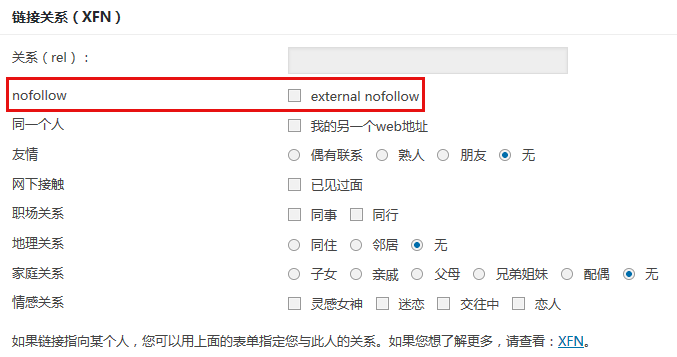 链接关系（XFN）
关系（rel）：
nofollow external nofollow
同一个人 我的另一个web地址
友情 偶有联系 熟人 朋友 无
网下接触 已见过面
职场关系 同事 同行
地理关系 同住 邻居 无
家庭关系 子女 亲戚 父母 兄弟姐妹 配偶 无
情感关系 灵感女神 迷恋 交往中 恋人
如果链接指向某个人，您可以用上面的表单指定您与此人的关系。如果您想了解更多，请查看：XFN。